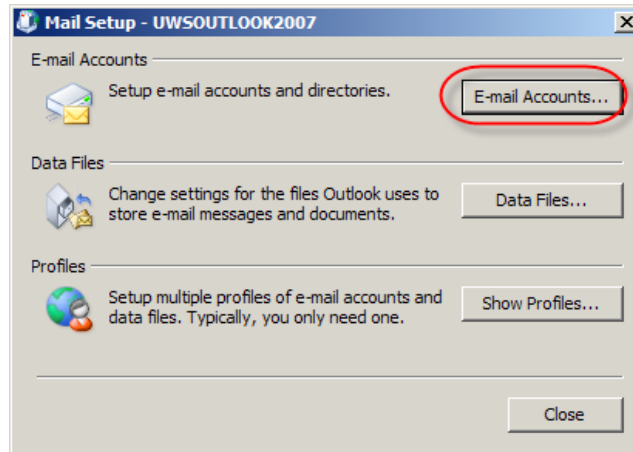 Mail Setup - UWSOUTLOOK2007
E-mail Accounts
Setup e-mail accounts and directories.
E-mail Accounts...
Data Files
Change settings for the files Outlook uses to
store e-mail messages and documents.
Data Files...
Profiles
Setup multiple profiles of e-mail accounts and
data files. Typically, you only need one.
Show Profiles...
Close